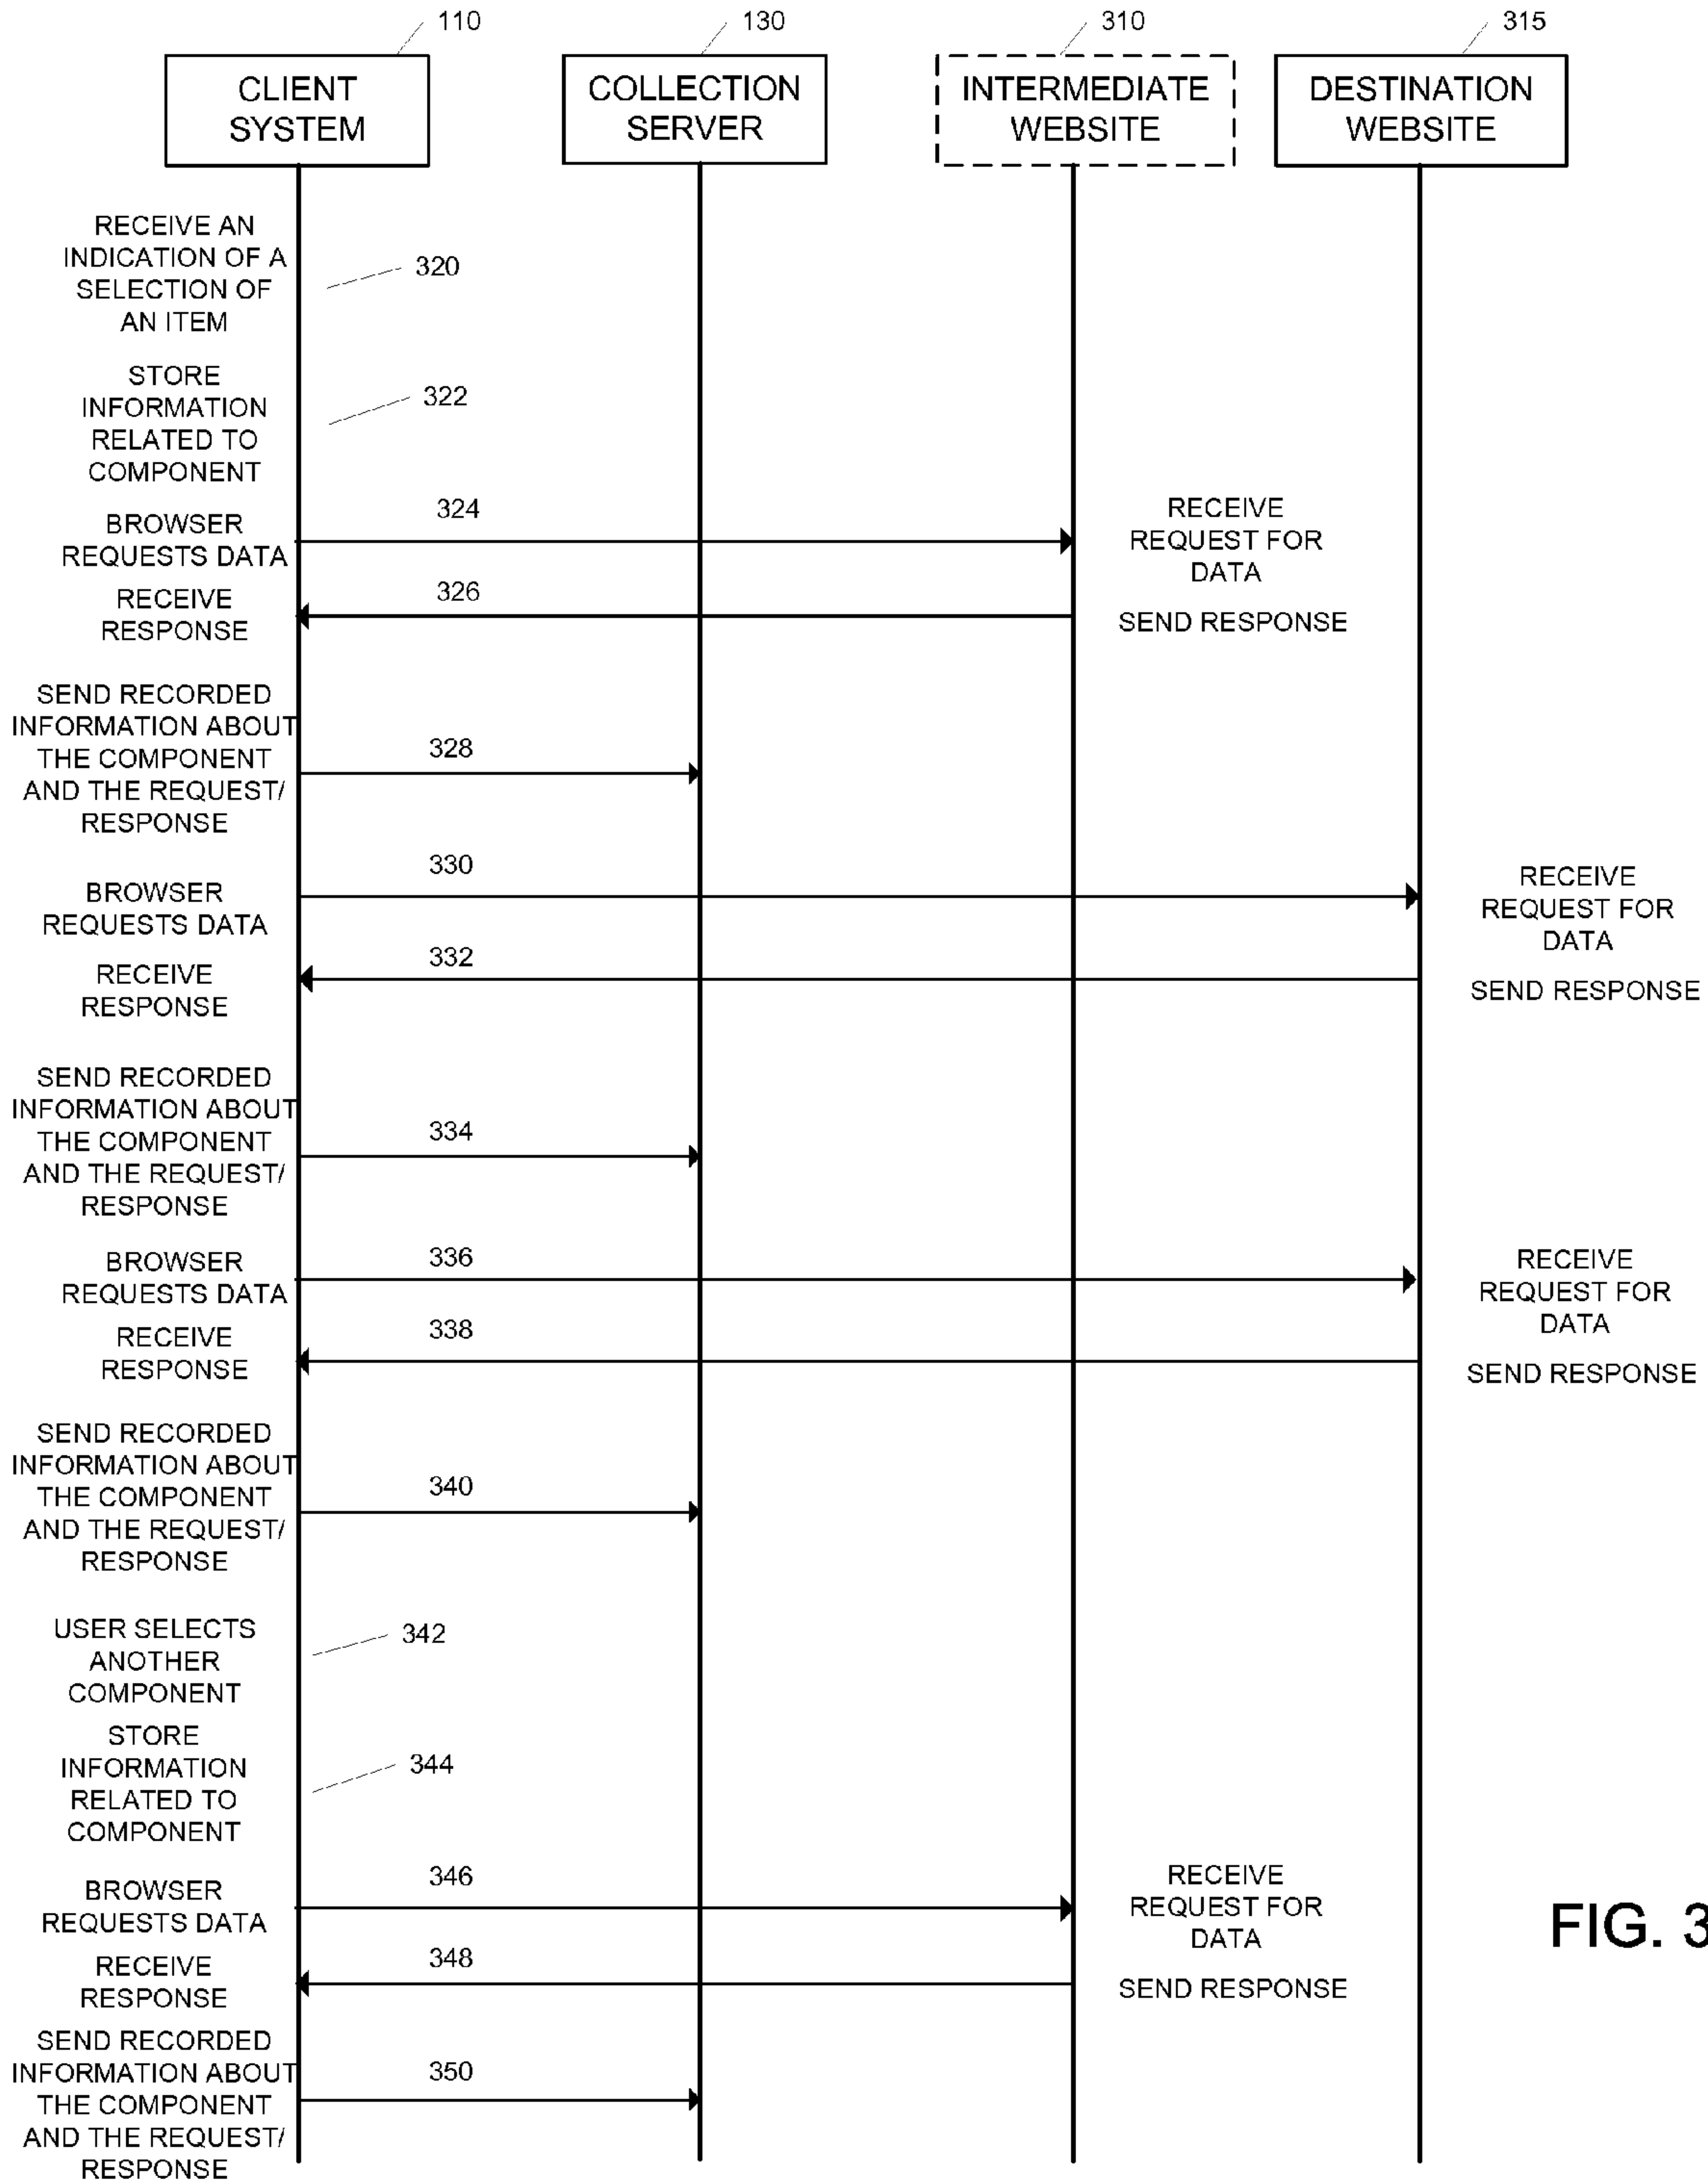 110
130
310
315
CLIENT
SYSTEM
COLLECTION
SERVER
INTERMEDIATE
WEBSITE
DESTINATION
WEBSITE
RECEIVE AN
INDICATION OF A
SELECTION OF
AN ITEM
320
STORE
INFORMATION
RELATED TO
COMPONENT
322
BROWSER
REQUESTS DATA
324
RECEIVE
REQUEST FOR
DATA
RECEIVE
RESPONSE
326
SEND RESPONSE
SEND RECORDED
INFORMATION ABOUT
THE COMPONENT
AND THE REQUEST/
RESPONSE
328
BROWSER
REQUESTS DATA
330
RECEIVE
REQUEST FOR
DATA
RECEIVE
RESPONSE
332
SEND RESPONSE
SEND RECORDED
INFORMATION ABOUT
THE COMPONENT
AND THE REQUEST/
RESPONSE
334
BROWSER
REQUESTS DATA
336
RECEIVE
REQUEST FOR
DATA
RECEIVE
RESPONSE
338
SEND RESPONSE
SEND RECORDED
INFORMATION ABOUT
THE COMPONENT
AND THE REQUEST/
RESPONSE
340
USER SELECTS
ANOTHER
COMPONENT
342
STORE
INFORMATION
RELATED TO
COMPONENT
344
BROWSER
REQUESTS DATA
346
RECEIVE
REQUEST FOR
DATA
RECEIVE
RESPONSE
348
SEND RESPONSE
SEND RECORDED
INFORMATION ABOUT
THE COMPONENT
AND THE REQUEST/
RESPONSE
350
FIG. 3